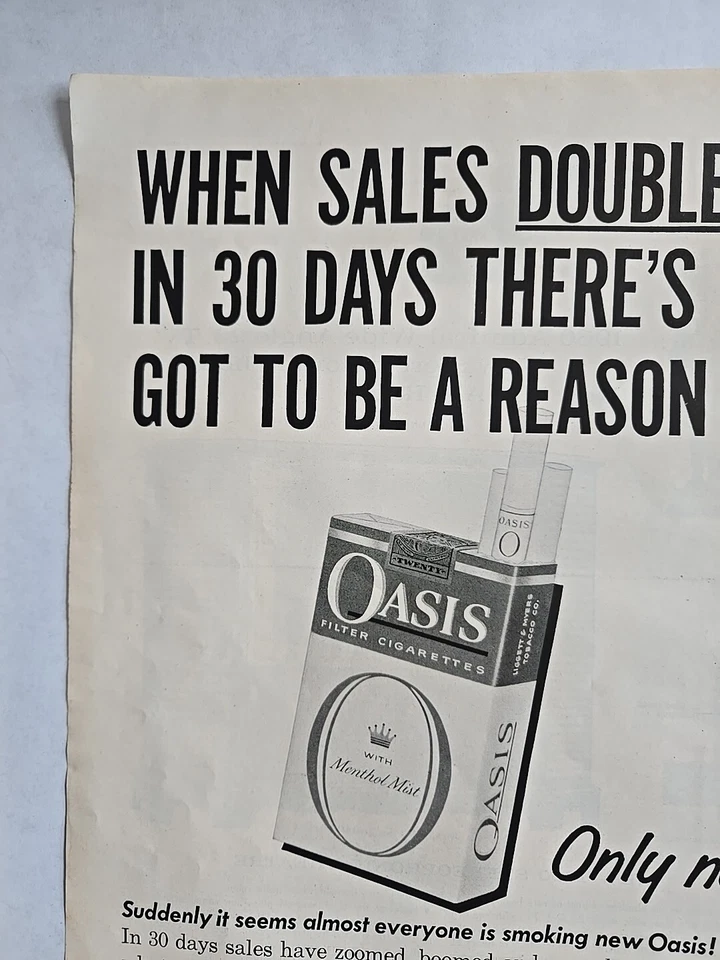 WHEN SALES DOUBLE
IN 30 DAYS THERE'S
GOT TO BE A REASON
OASIS
O
TWENTY
OASIS
FILTER CIGARETTES
LIGGETT & MYERS
TOBACCO CO.
O
WITH
Menthol Mist
OASIS
Only
Suddenly it seems almost everyone is smoking new Oasis!
In 30 days sales have zoomed, boomed